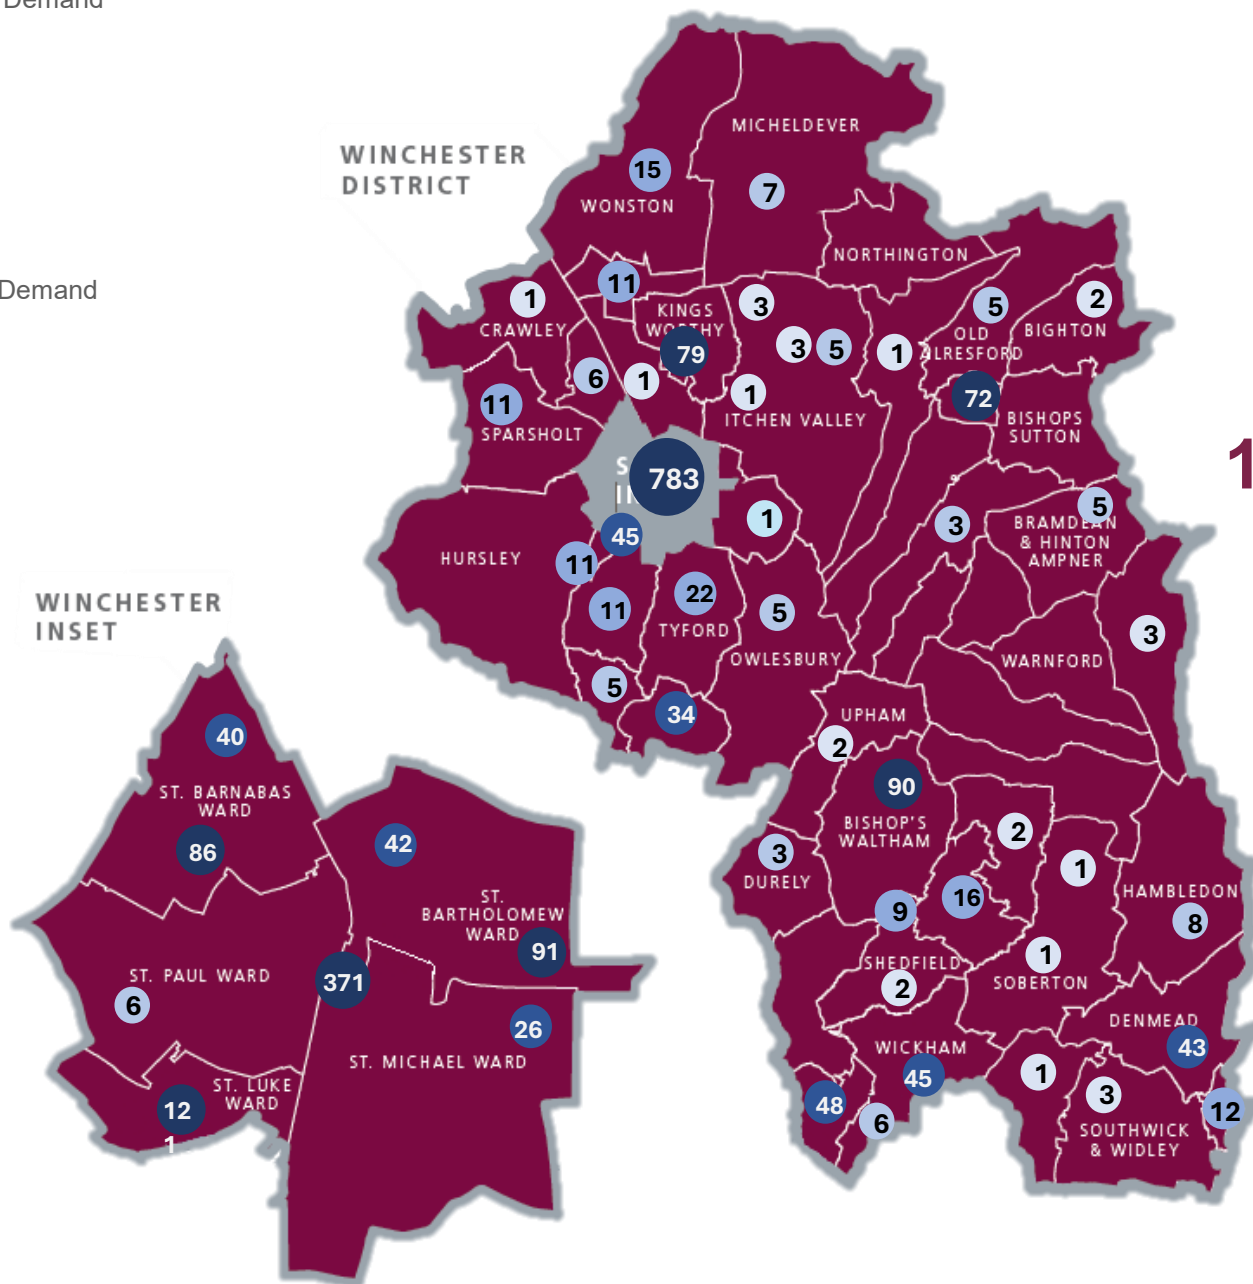 Demand
Demand
WINCHESTER
DISTRICT
MICHELDEVER
15
7
WONSTON
NORTHINGTON
11
1
CRAWLEY
3
KINGS
WORTHY
79
3
5
1
5
OLD
ALRESFORD
2
BIGHTON
6
1
1
72
11
SPARSHOLT
ITCHEN VALLEY
BISHOPS
SUTTON
1
S
783
45
1
3
5
BRAMDEAN
& HINTON
AMPNER
HURSLEY
11
11
22
TYFORD
5
OWLESBURY
3
WARNFORD
5
34
UPHAM
2
90
BISHOP'S
WALTHAM
2
3
DURELY
1
HAMBLEDON
8
9
16
SHEDFIELD
2
1
SOBERTON
DENMEAD
43
WICKHAM
45
1
3
12
48
6
SOUTHWICK
& WIDLEY
WINCHESTER
INSET
40
ST. BARNABAS
WARD
86
42
ST.
BARTHOLOMEW
WARD
91
ST. PAUL WARD
6
371
26
ST. MICHAEL WARD
ST. LUKE
WARD
12
1